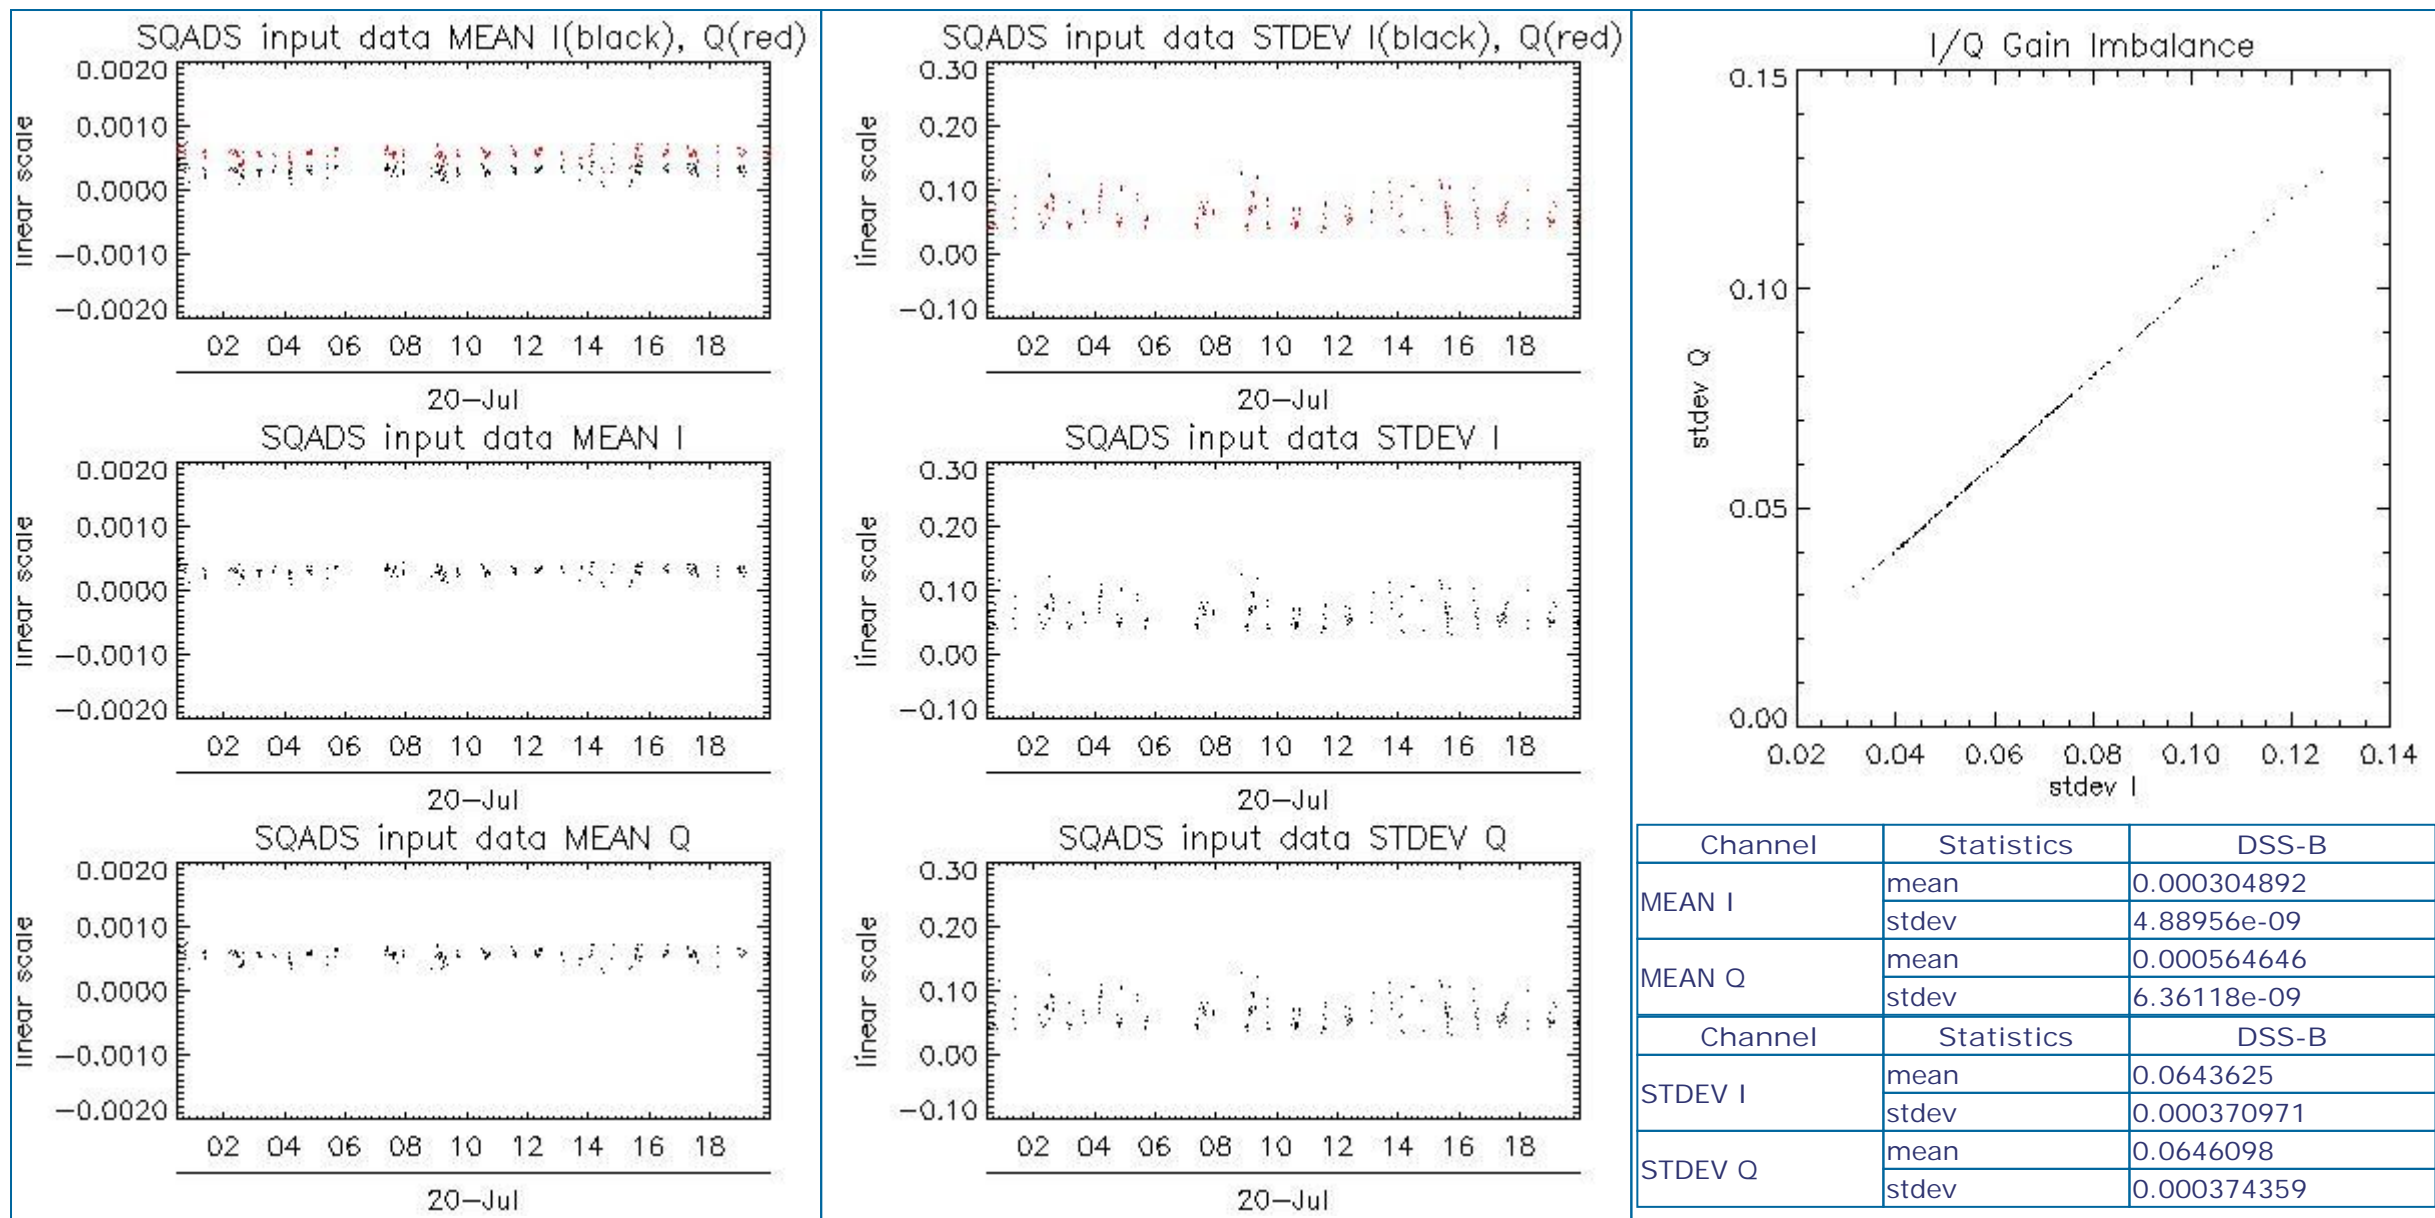 SQADS input data MEAN I(black), Q(red)
0.0020
0.0010
0.0000
−0.0010
−0.0020
linear scale
02 04 06 08 10 12 14 16 18
20−Jul
SQADS input data MEAN I
0.0020
0.0010
0.0000
−0.0010
−0.0020
linear scale
02 04 06 08 10 12 14 16 18
20−Jul
SQADS input data MEAN Q
0.0020
0.0010
0.0000
−0.0010
−0.0020
linear scale
02 04 06 08 10 12 14 16 18
20−Jul
SQADS input data STDEV I(black), Q(red)
0.30
0.20
0.10
0.00
−0.10
linear scale
02 04 06 08 10 12 14 16 18
20−Jul
SQADS input data STDEV I
0.30
0.20
0.10
0.00
−0.10
linear scale
02 04 06 08 10 12 14 16 18
20−Jul
SQADS input data STDEV Q
0.30
0.20
0.10
0.00
−0.10
linear scale
02 04 06 08 10 12 14 16 18
20−Jul
I/Q Gain Imbalance
0.15
0.10
0.05
0.00
stdev Q
0.02 0.04 0.06 0.08 0.10 0.12 0.14
stdev I
Channel Statistics DSS-B
MEAN I mean 0.000304892
stdev 4.88956e-09
MEAN Q mean 0.000564646
stdev 6.36118e-09
Channel Statistics DSS-B
STDEV I mean 0.0643625
stdev 0.000370971
STDEV Q mean 0.0646098
stdev 0.000374359